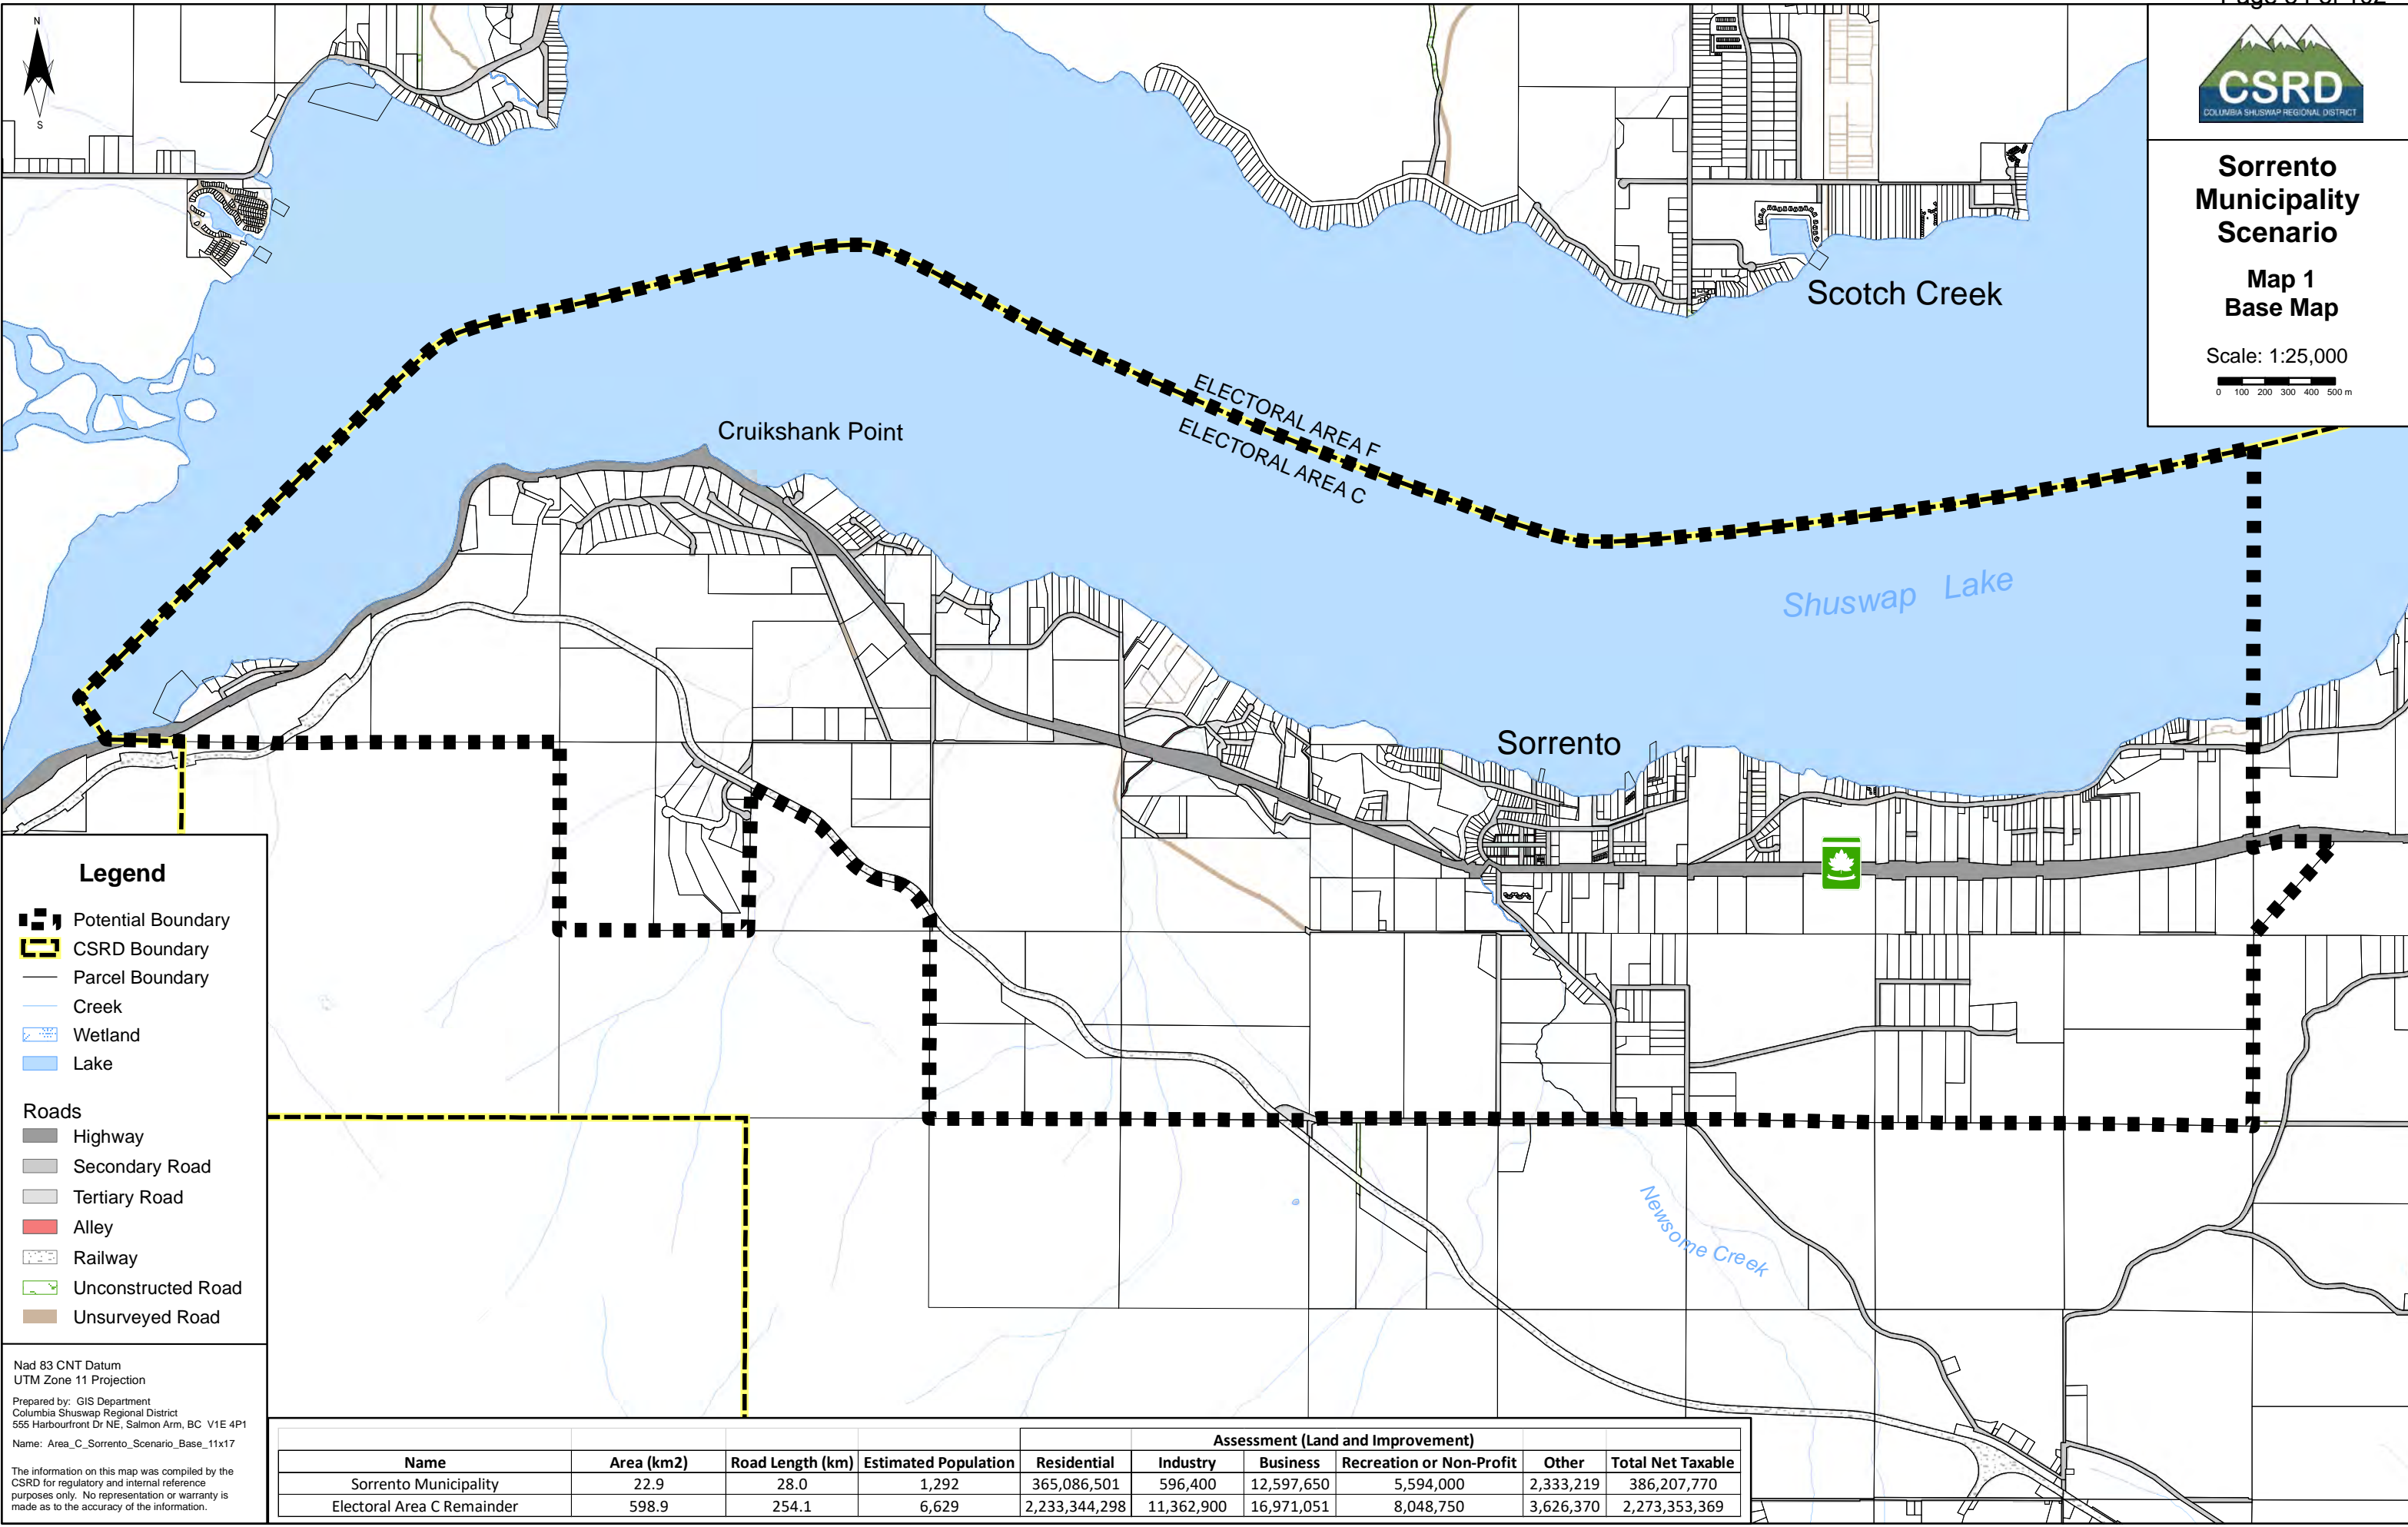 N
S
CSRD
COLUMBIA SHUSWAP REGIONAL DISTRICT
Sorrento
Municipality
Scenario
Map 1
Base Map
Scale: 1:25,000
0 100 200 300 400 500 m
Scotch Creek
Cruikshank Point
ELECTORAL AREA F
ELECTORAL AREA C
Shuswap Lake
Sorrento
Newsome Creek
Legend
Potential Boundary
CSRD Boundary
Parcel Boundary
Creek
Wetland
Lake
Roads
Highway
Secondary Road
Tertiary Road
Alley
Railway
Unconstructed Road
Unsurveyed Road
Nad 83 CNT Datum
UTM Zone 11 Projection
Prepared by: GIS Department
Columbia Shuswap Regional District
555 Harbourfront Dr NE, Salmon Arm, BC V1E 4P1
Name: Area_C_Sorrento_Scenario_Base_11x17
The information on this map was compiled by the
CSRD for regulatory and internal reference
purposes only. No representation or warranty is
made as to the accuracy of the information.
Assessment (Land and Improvement)
Name Area (km2) Road Length (km) Estimated Population Residential Industry Business Recreation or Non-Profit Other Total Net Taxable
Sorrento Municipality 22.9 28.0 1,292 365,086,501 596,400 12,597,650 5,594,000 2,333,219 386,207,770
Electoral Area C Remainder 598.9 254.1 6,629 2,233,344,298 11,362,900 16,971,051 8,048,750 3,626,370 2,273,353,369